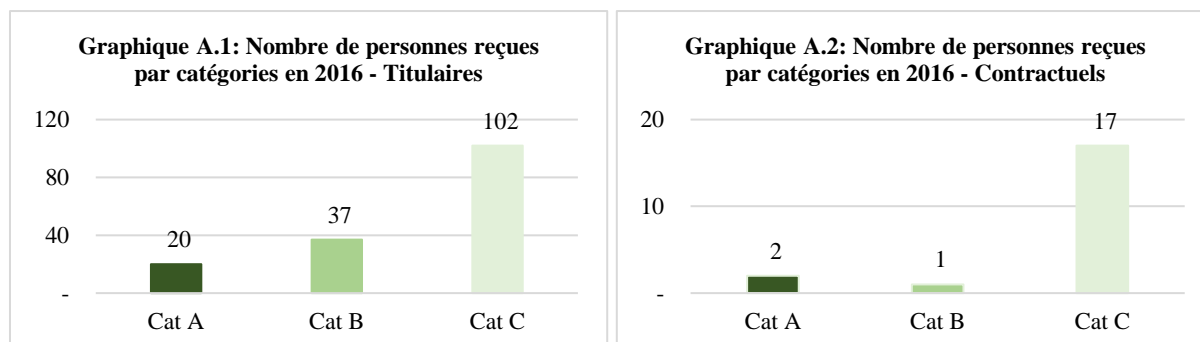 Graphique A.1: Nombre de personnes reçues
par catégories en 2016 - Titulaires
120
80
40
-
20
37
102
Cat A
Cat B
Cat C
Graphique A.2: Nombre de personnes reçues
par catégories en 2016 - Contractuels
20
10
-
2
1
17
Cat A
Cat B
Cat C